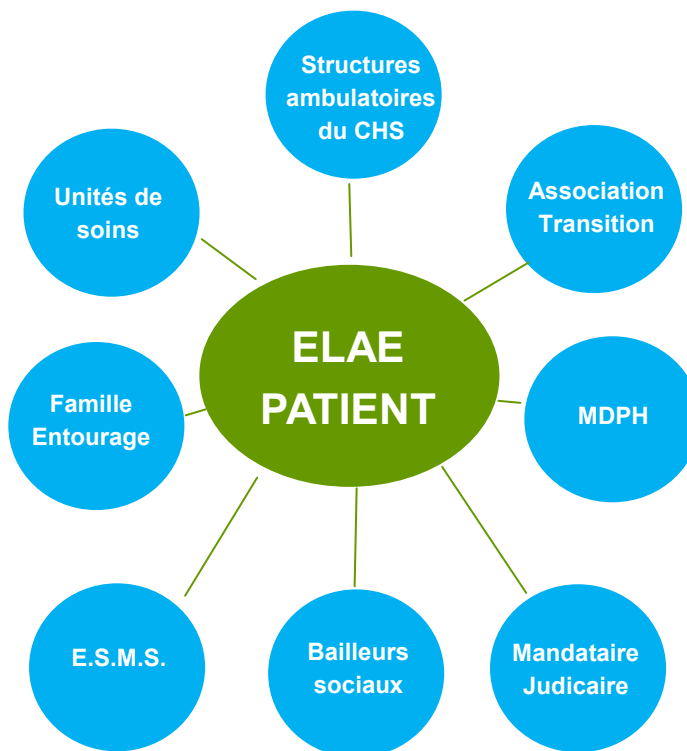 Structures
ambulatoires
du CHS
Unités de
soins
Association
Transition
ELAE
PATIENT
Famille
Entourage
MDPH
E.S.M.S.
Bailleurs
sociaux
Mandataire
Judicaire